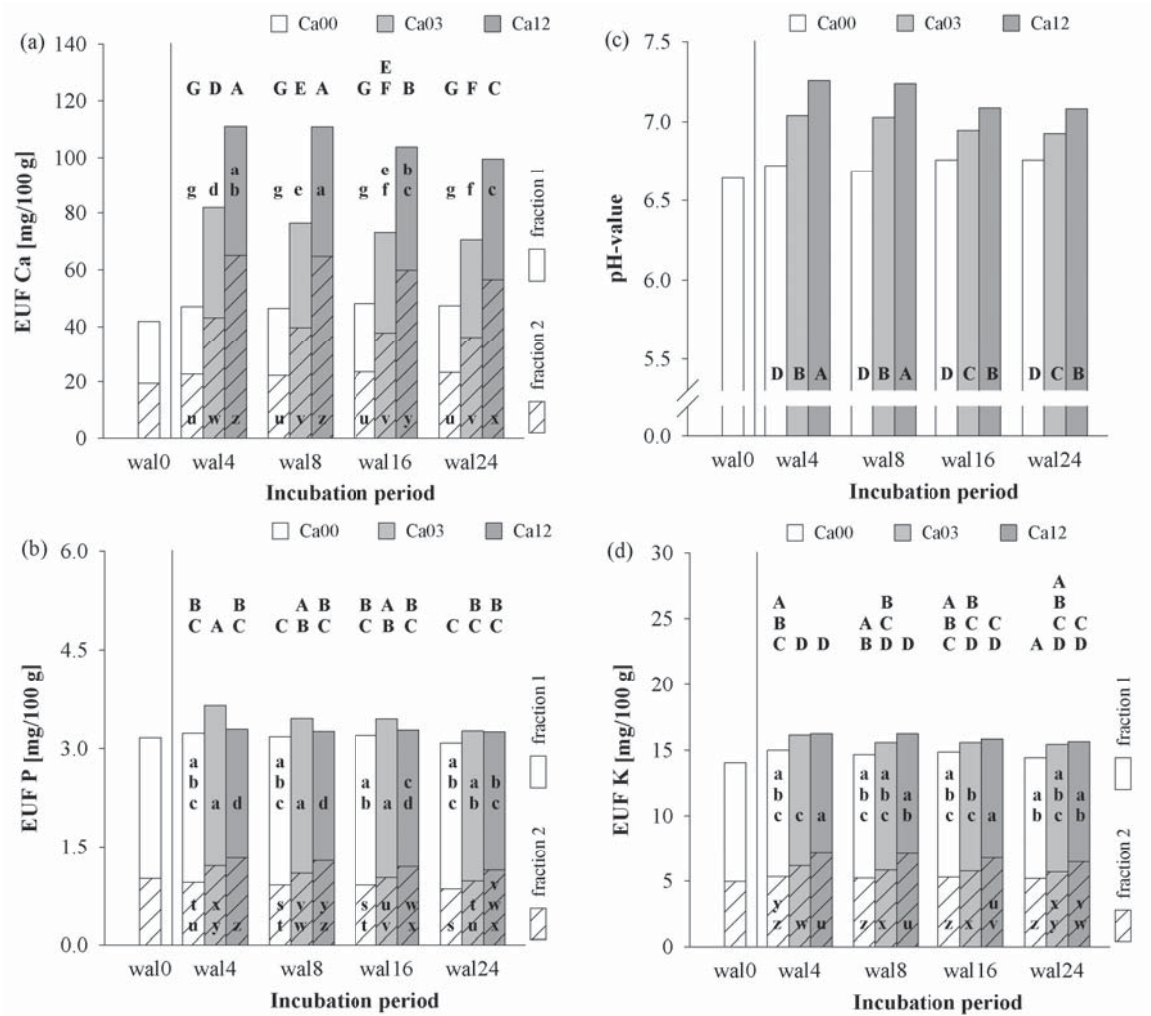 (a)
Ca00 Ca03 Ca12
EUF Ca [mg/100 g]
140
120
100
80
60
40
20
0
E
G D A G E A G F B G F C
a e b
b f c
g d g e a g g f c
u w z u v z u v y u v x
wal0 wal4 wal8 wal16 wal24
Incubation period
fraction 1
fraction 2
(c)
Ca00 Ca03 Ca12
pH-value
7.5
7.0
6.5
6.0
5.5
0.0
D B A D B A D C B D C B
wal0 wal4 wal8 wal16 wal24
Incubation period
(b)
Ca00 Ca03 Ca12
EUF P [mg/100 g]
6.0
4.5
3.0
1.5
0.0
B B A B B A B B B
C A C C B C C B C C C C
a a a
b b a c b a b
c a d c a d b a d c b c
t x s v y s u w t v
u y z t w z t v x s u w
x
wal0 wal4 wal8 wal16 wal24
Incubation period
fraction 1
fraction 2
(d)
Ca00 Ca03 Ca12
EUF K [mg/100 g]
30
25
20
15
10
5
0
A
A B A B B
B A C B C C C C
C D D B D D C D D A D D
a a a a a
b b b a b b a b a
c c a c c b c c a b c b
y u x v
z w u z x u z x v z y w
wal0 wal4 wal8 wal16 wal24
Incubation period
fraction 1
fraction 2